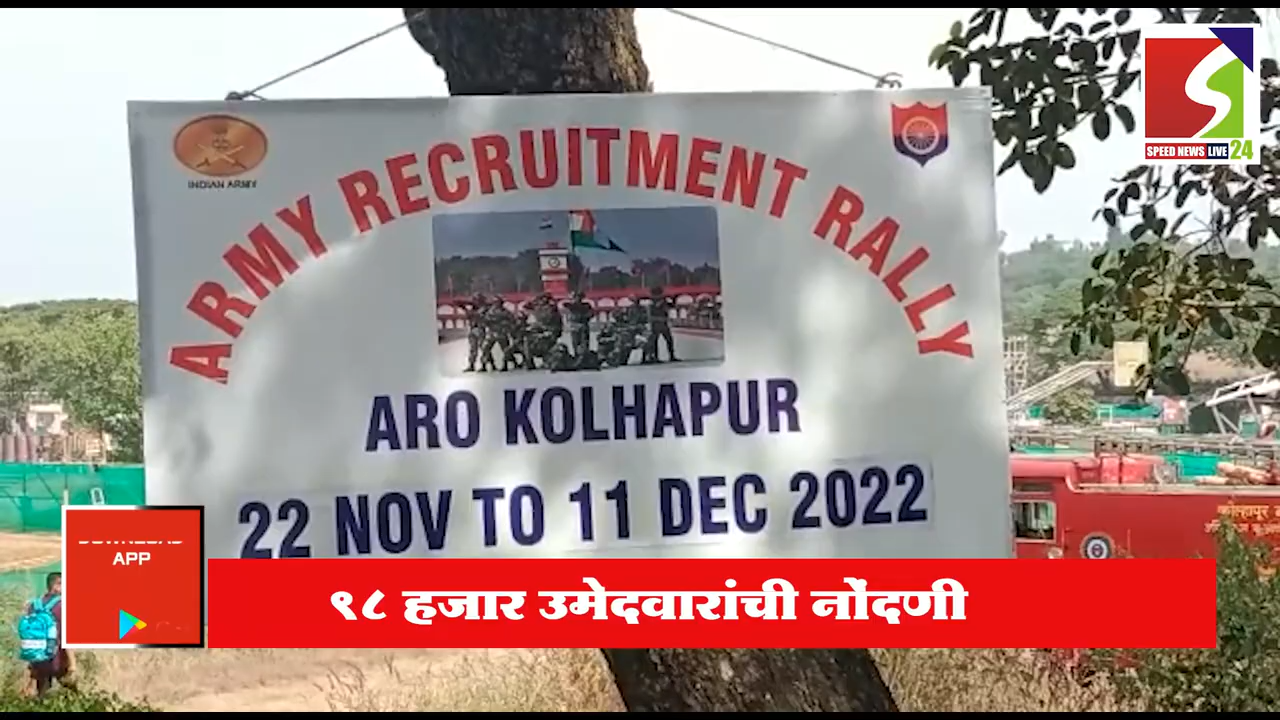 SPEED NEWS LIVE 24
INDIAN ARMY
ARMY RECRUITMENT RALLY
ARO KOLHAPUR
22 NOV TO 11 DEC 2022
कोल्हापूर
DOWNLOAD
APP
९८ हजार उमेदवारांची नोंदणी